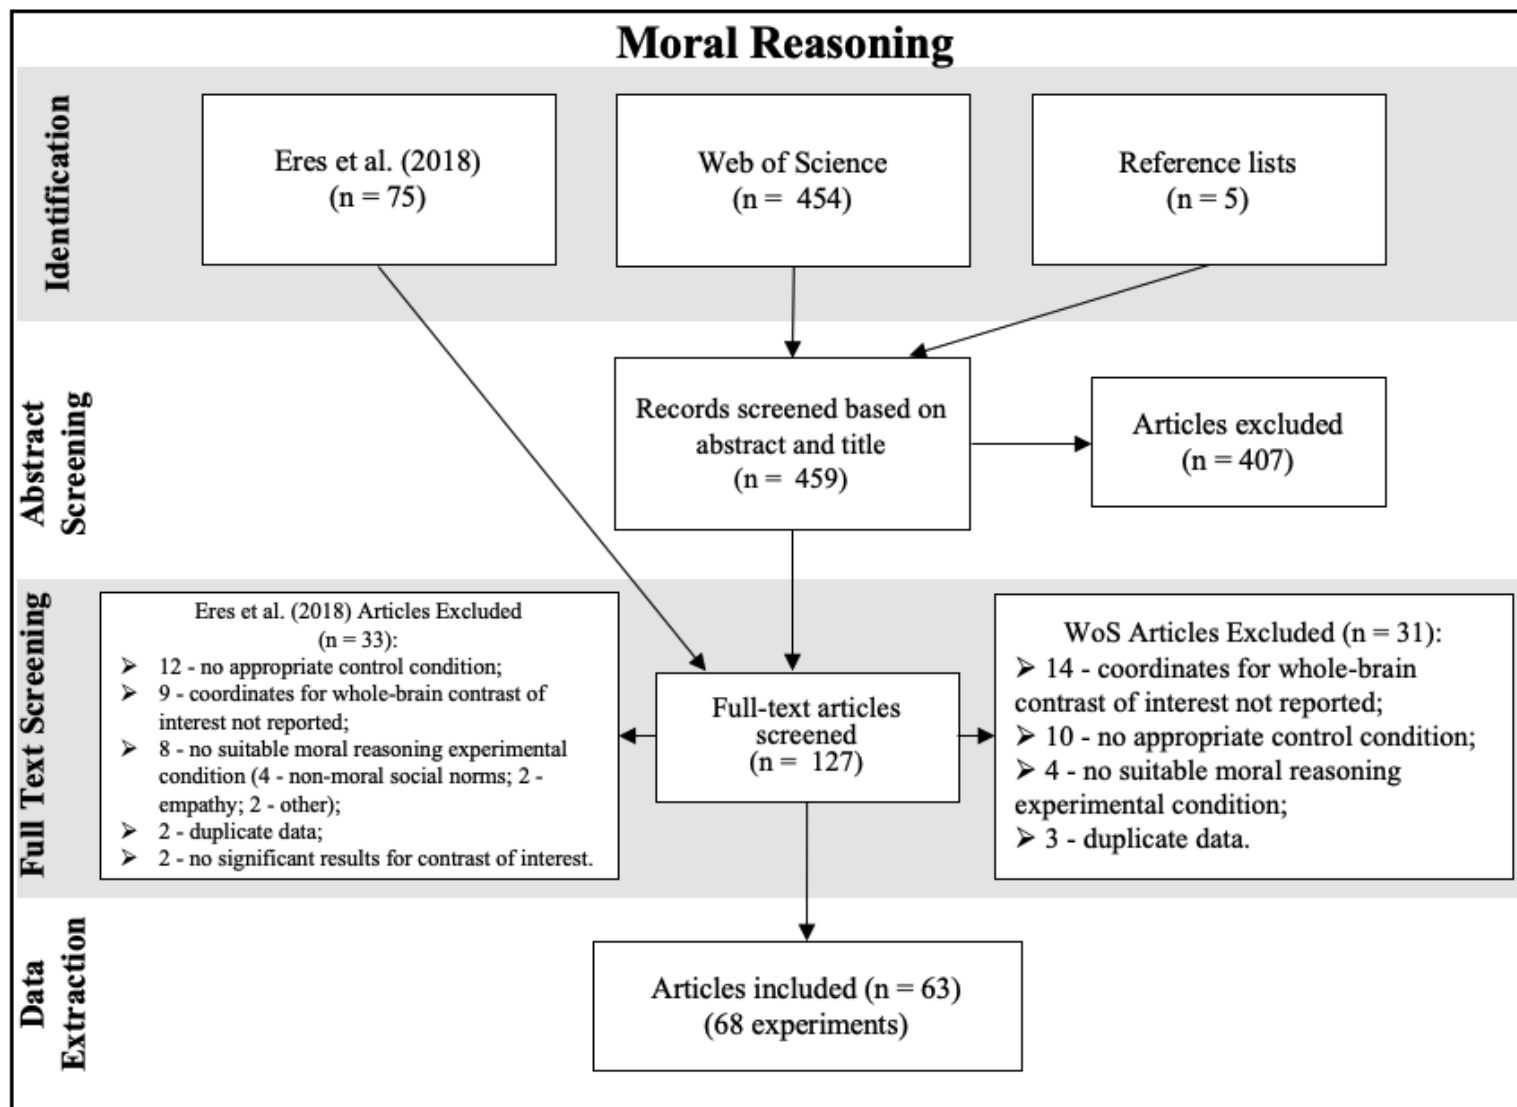 Moral Reasoning
Identification
Eres et al. (2018)
(n = 75)
Web of Science
(n = 454)
Reference lists
(n = 5)
Abstract
Screening
Records screened based on
abstract and title
(n = 459)
Articles excluded
(n = 407)
Full Text Screening
Eres et al. (2018) Articles Excluded
(n = 33):
➢ 12 - no appropriate control condition;
➢ 9 - coordinates for whole-brain contrast of
interest not reported;
➢ 8 - no suitable moral reasoning experimental
condition (4 - non-moral social norms; 2 -
empathy; 2 - other);
➢ 2 - duplicate data;
➢ 2 - no significant results for contrast of interest.
Full-text articles
screened
(n = 127)
WoS Articles Excluded (n = 31):
➢ 14 - coordinates for whole-brain
contrast of interest not reported;
➢ 10 - no appropriate control condition;
➢ 4 - no suitable moral reasoning
experimental condition;
➢ 3 - duplicate data.
Data
Extraction
Articles included (n = 63)
(68 experiments)